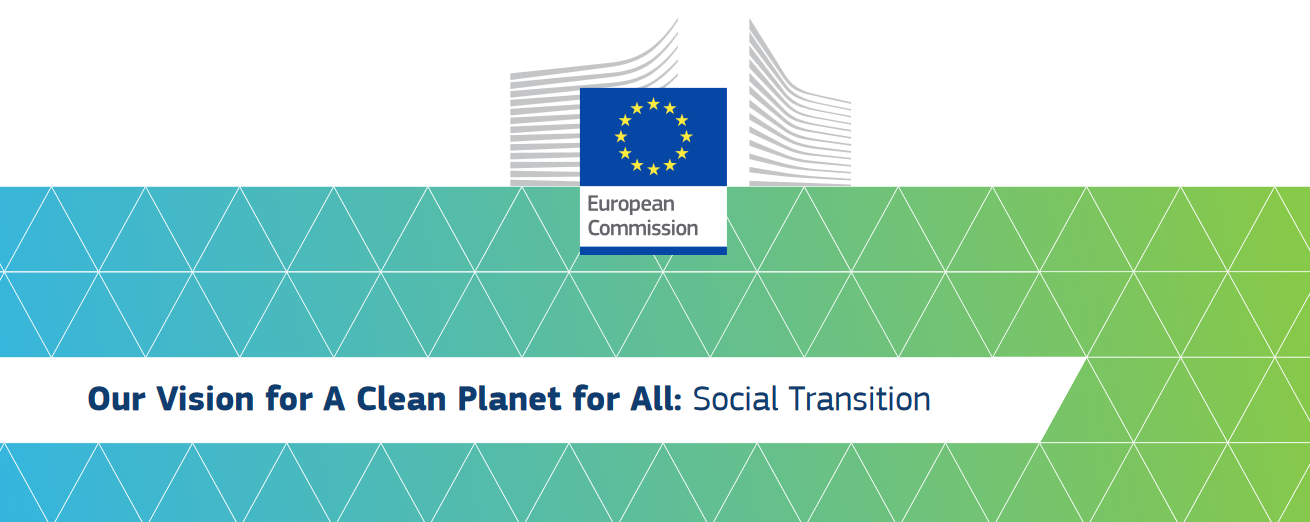 European
Commission
Our Vision for A Clean Planet for All: Social Transition